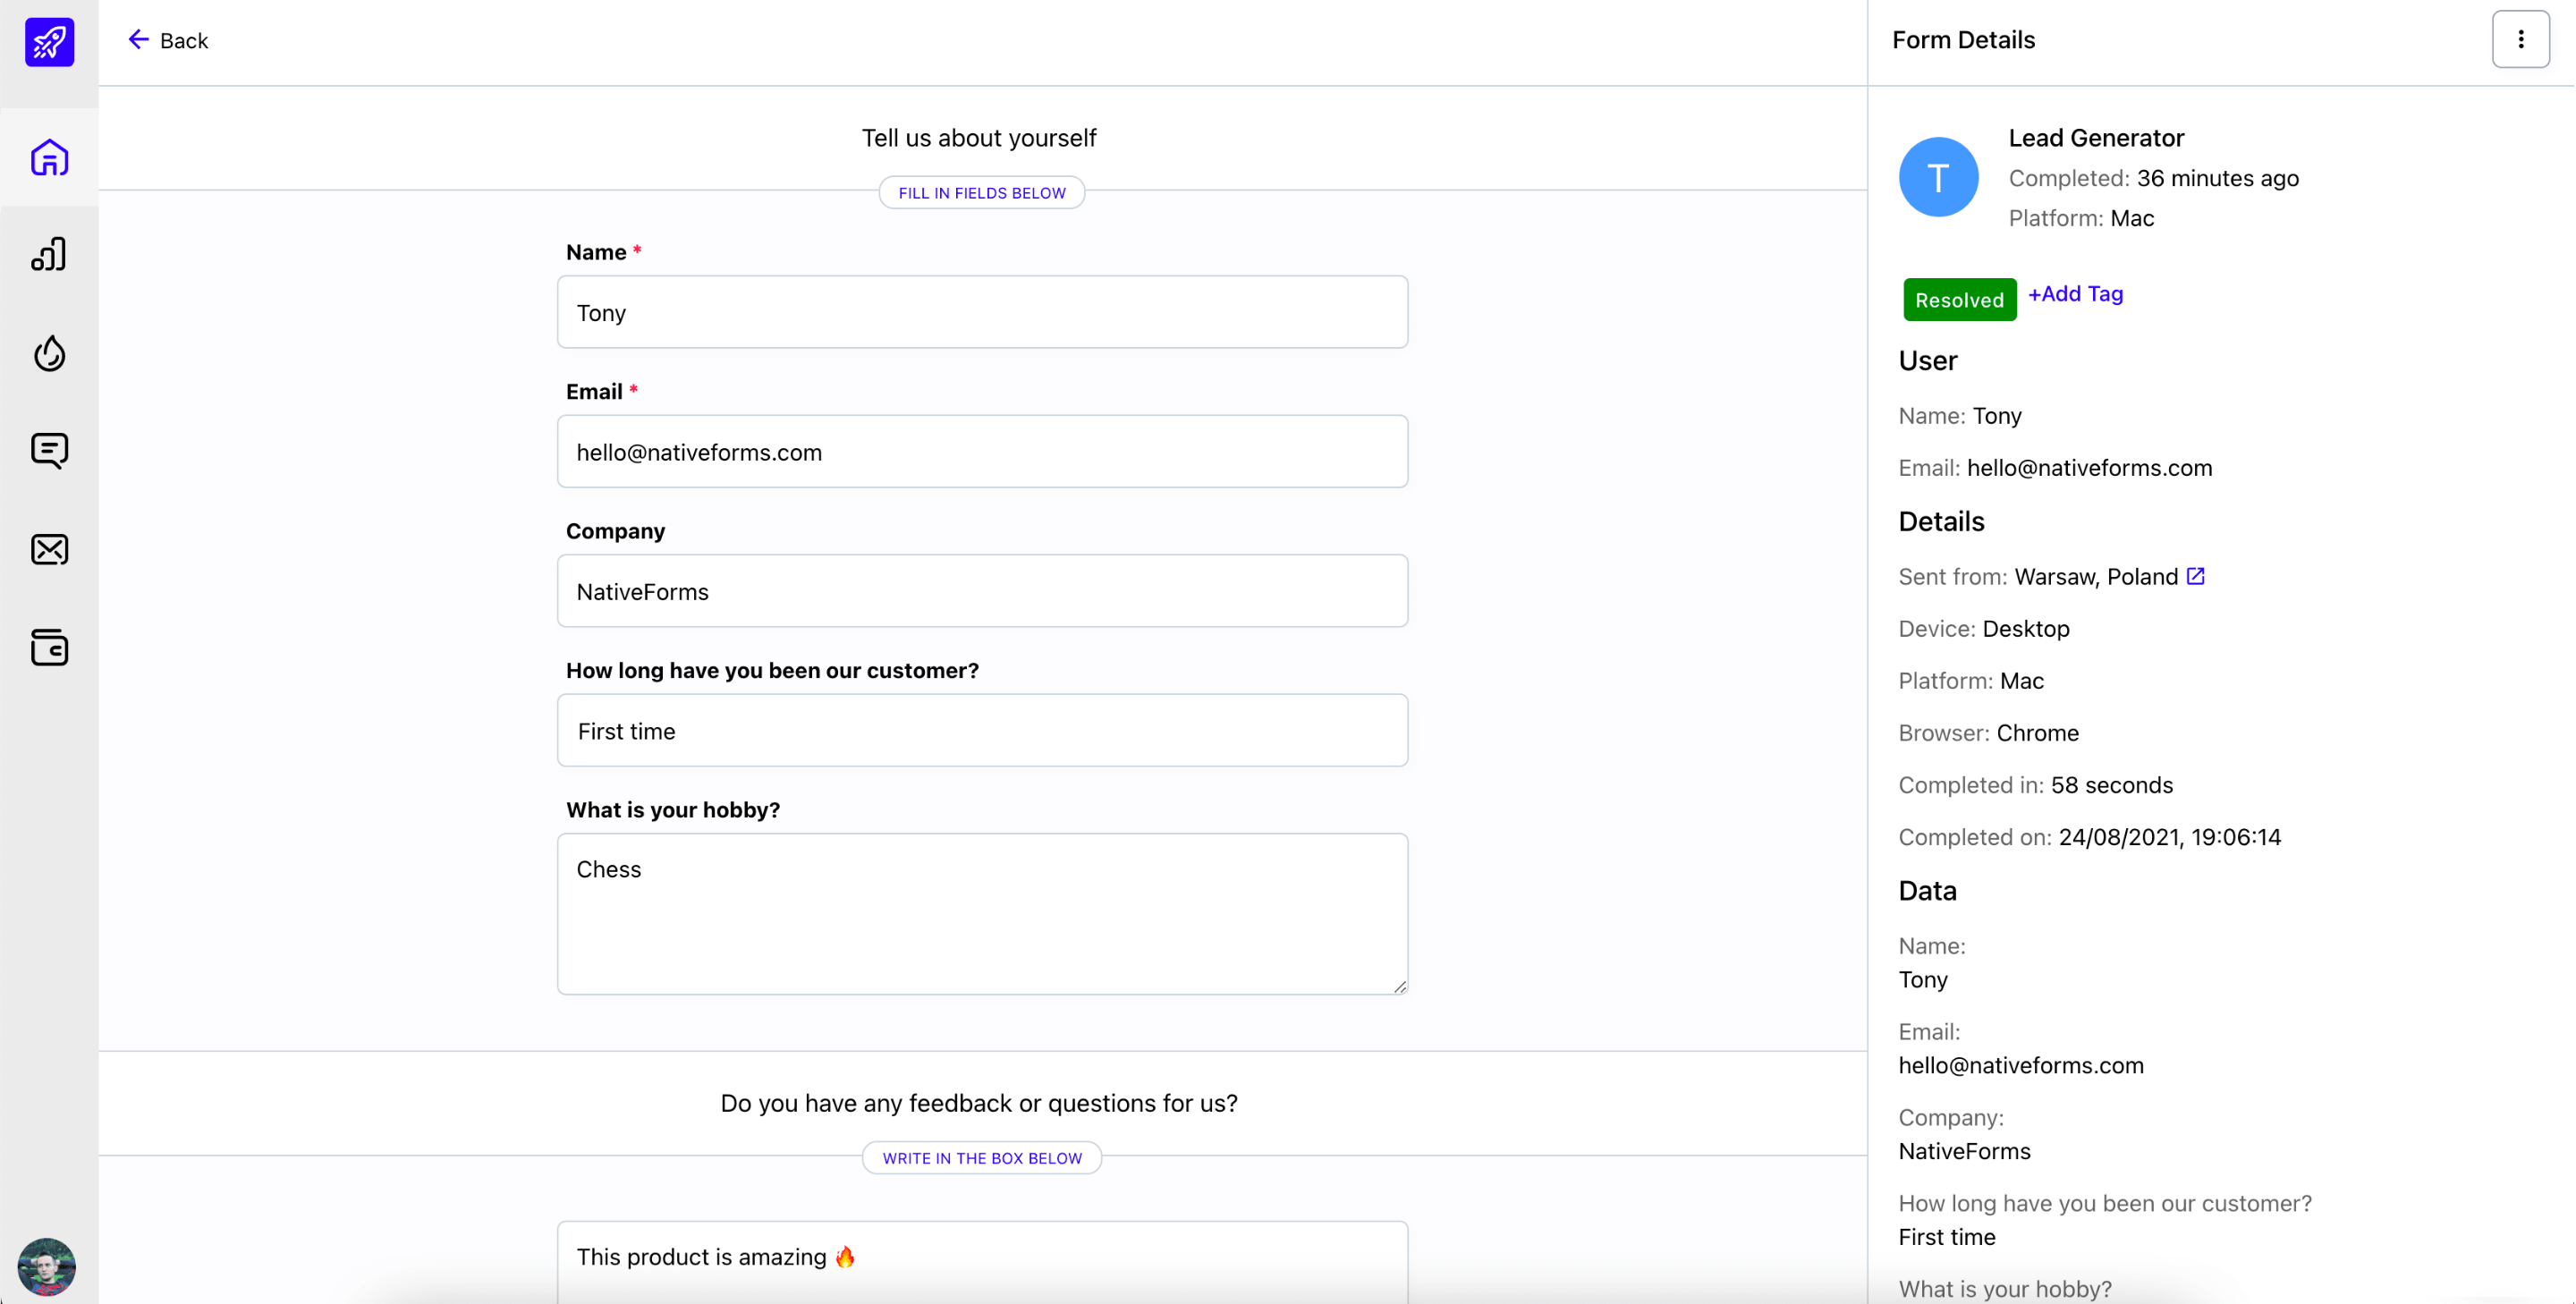 Back
Tell us about yourself
FILL IN FIELDS BELOW
Name *
Tony
Email *
hello@nativeforms.com
Company
NativeForms
How long have you been our customer?
First time
What is your hobby?
Chess
Do you have any feedback or questions for us?
WRITE IN THE BOX BELOW
This product is amazing 🔥
Form Details
T
Lead Generator
Completed: 36 minutes ago
Platform: Mac
Resolved +Add Tag
User
Name: Tony
Email: hello@nativeforms.com
Details
Sent from: Warsaw, Poland
Device: Desktop
Platform: Mac
Browser: Chrome
Completed in: 58 seconds
Completed on: 24/08/2021, 19:06:14
Data
Name:
Tony
Email:
hello@nativeforms.com
Company:
NativeForms
How long have you been our customer?
First time
What is your hobby?